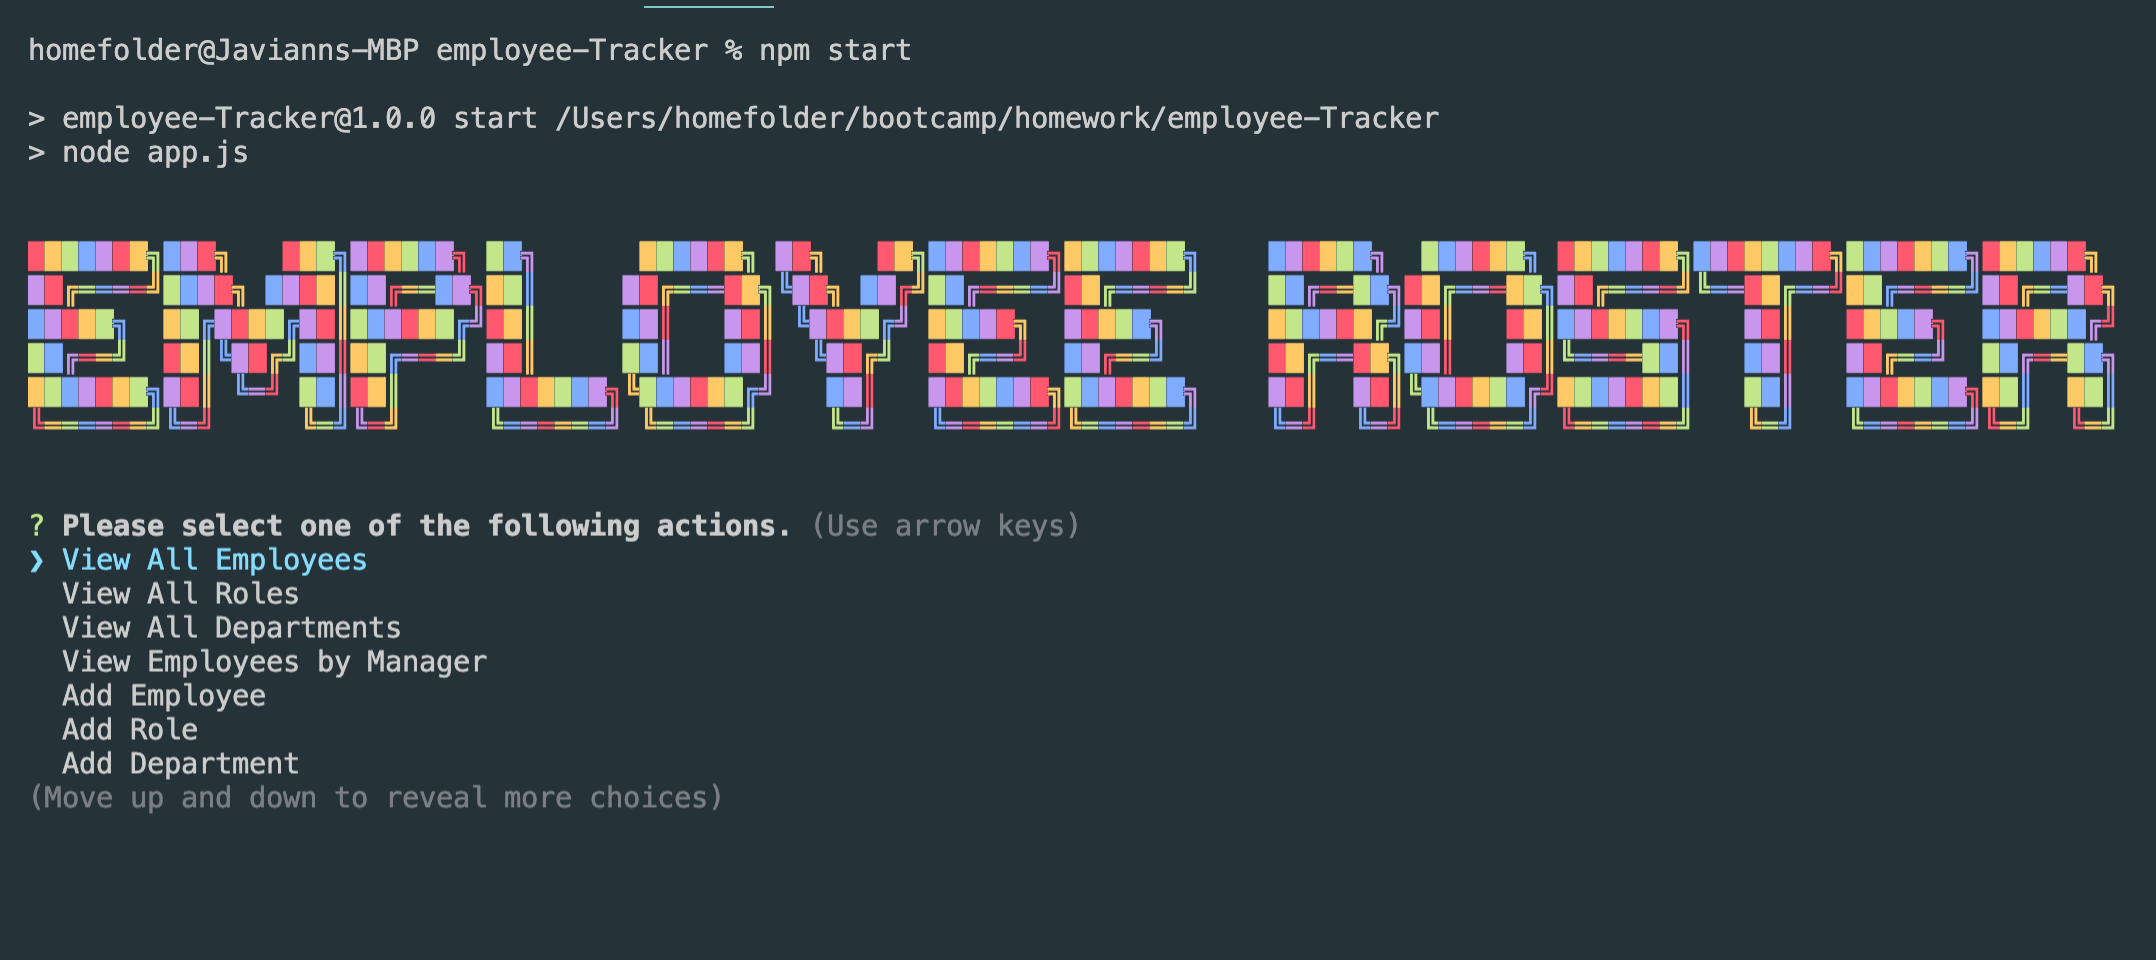 homefolder@Javianns-MBP employee-Tracker % npm start
> employee-Tracker@1.0.0 start /Users/homefolder/bootcamp/homework/employee-Tracker
> node app.js
EMPLOYEE ROSTER
? Please select one of the following actions. (Use arrow keys)
❯ View All Employees
View All Roles
View All Departments
View Employees by Manager
Add Employee
Add Role
Add Department
(Move up and down to reveal more choices)